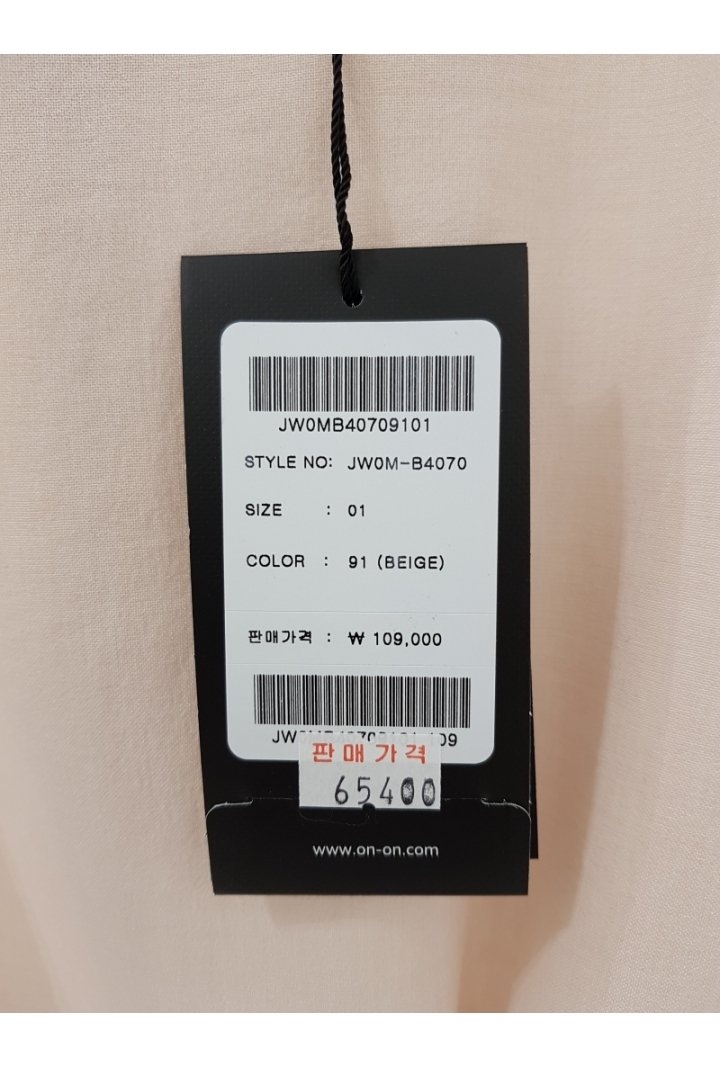 JW0MB40709101
STYLE NO: JW0M-B4070
SIZE : 01
COLOR : 91 (BEIGE)
판매가격 : ₩ 109,000
판매가격
65400
www.on-on.com